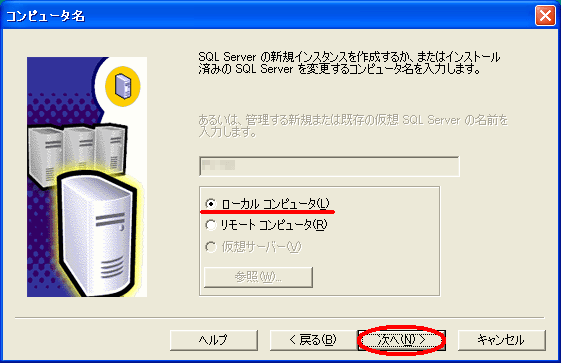 コンピュータ名
SQL Server の新規インスタンスを作成するか、またはインストール
済みの SQL Server を変更するコンピュータ名を入力します。
あるいは、管理する新規または既存の仮想 SQL Server の名前を
入力します。
ローカル コンピュータ(L)
リモート コンピュータ(R)
仮想サーバー(V)
参照(W)...
ヘルプ
< 戻る(B)
次へ(N) >
キャンセル